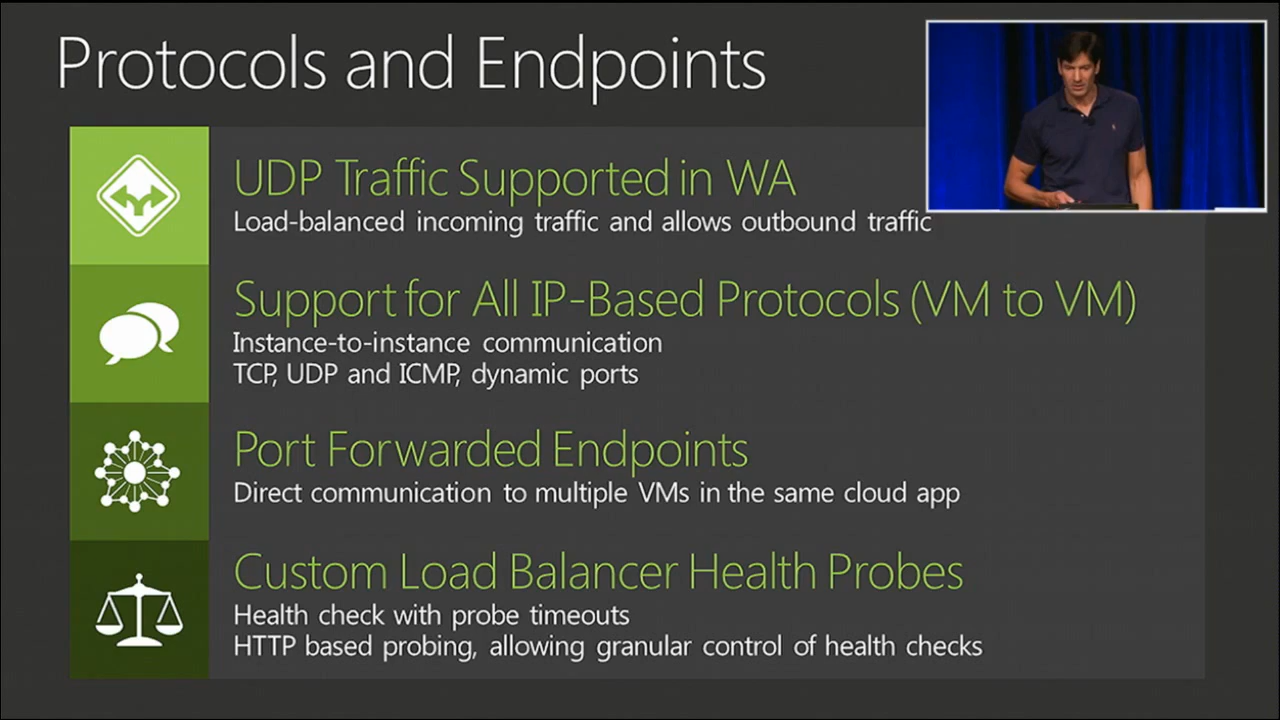 Protocols and Endpoints
UDP Traffic Supported in WA
Load-balanced incoming traffic and allows outbound traffic
Support for All IP-Based Protocols (VM to VM)
Instance-to-instance communication
TCP, UDP and ICMP, dynamic ports
Port Forwarded Endpoints
Direct communication to multiple VMs in the same cloud app
Custom Load Balancer Health Probes
Health check with probe timeouts
HTTP based probing, allowing granular control of health checks